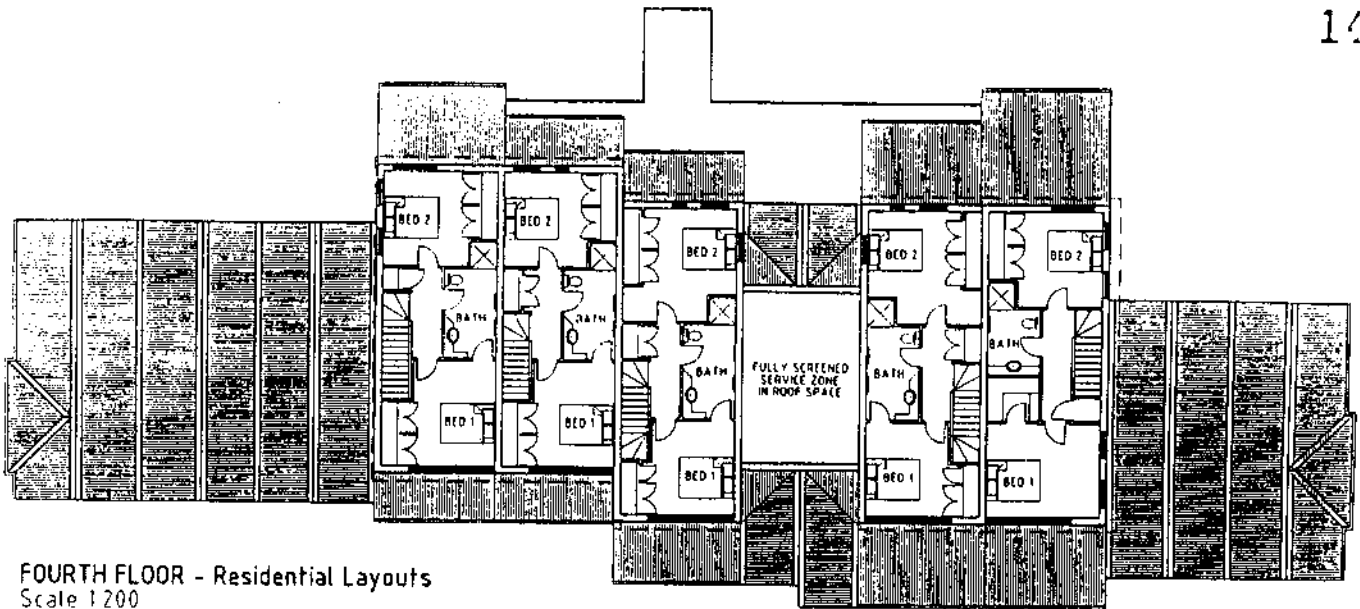 BED 2
BED 2
BED 2
BED 2
BED 2
BATH
BATH
BATH
BATH
BATH
FULLY SCREENED
SERVICE ZONE
IN ROOF SPACE
BED 1
BED 1
BED 1
BED 1
BED 1
FOURTH FLOOR - Residential Layouts
Scale 1:200